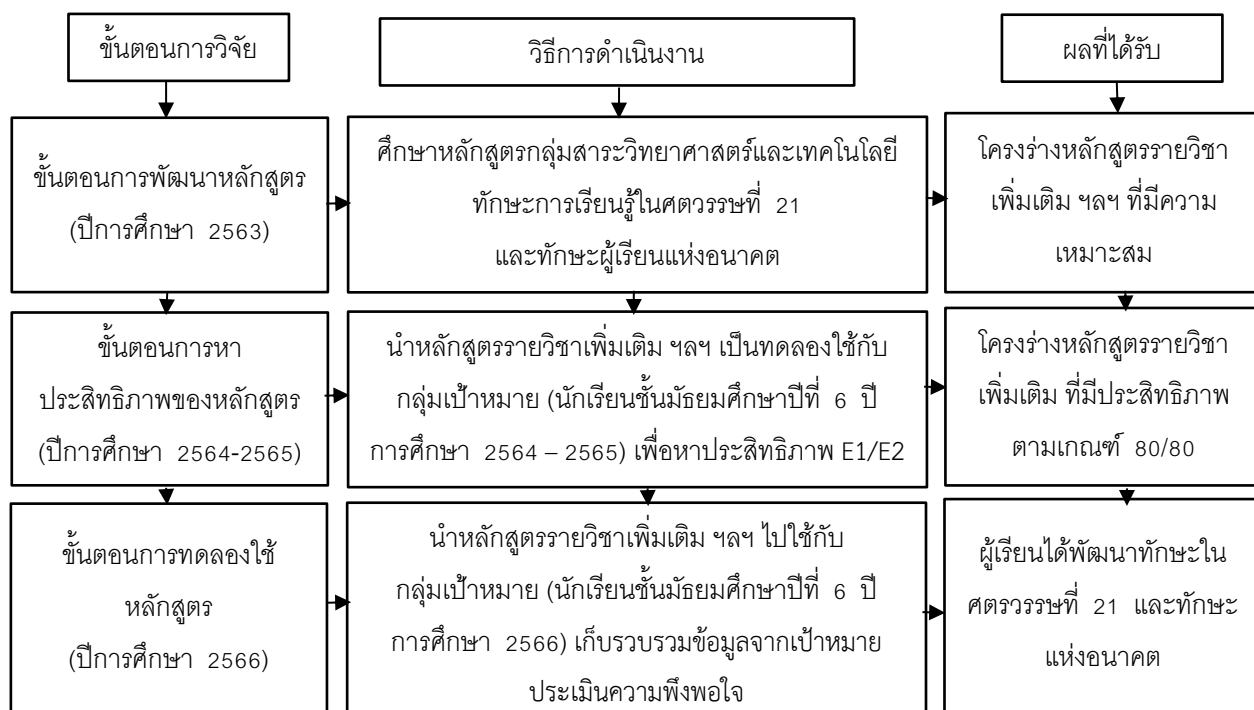 ขั้นตอนการวิจัย
วิธีการดำเนินงาน
ผลที่ได้รับ
ขั้นตอนการพัฒนาหลักสูตร
(ปีการศึกษา 2563)
ศึกษาหลักสูตรกลุ่มสาระวิทยาศาสตร์และเทคโนโลยี
ทักษะการเรียนรู้ในศตวรรษที่ 21
และทักษะผู้เรียนแห่งอนาคต
โครงร่างหลักสูตรรายวิชา
เพิ่มเติม ฯลฯ ที่มีความ
เหมาะสม
ขั้นตอนการหา
ประสิทธิภาพของหลักสูตร
(ปีการศึกษา 2564-2565)
นำหลักสูตรรายวิชาเพิ่มเติม ฯลฯ เป็นทดลองใช้กับ
กลุ่มเป้าหมาย (นักเรียนชั้นมัธยมศึกษาปีที่ 6 ปี
การศึกษา 2564 – 2565) เพื่อหาประสิทธิภาพ E1/E2
โครงร่างหลักสูตรรายวิชา
เพิ่มเติม ที่มีประสิทธิภาพ
ตามเกณฑ์ 80/80
ขั้นตอนการทดลองใช้
หลักสูตร
(ปีการศึกษา 2566)
นำหลักสูตรรายวิชาเพิ่มเติม ฯลฯ ไปใช้กับ
กลุ่มเป้าหมาย (นักเรียนชั้นมัธยมศึกษาปีที่ 6 ปี
การศึกษา 2566) เก็บรวบรวมข้อมูลจากเป้าหมาย
ประเมินความพึงพอใจ
ผู้เรียนได้พัฒนาทักษะใน
ศตรวรรษที่ 21 และทักษะ
แห่งอนาคต